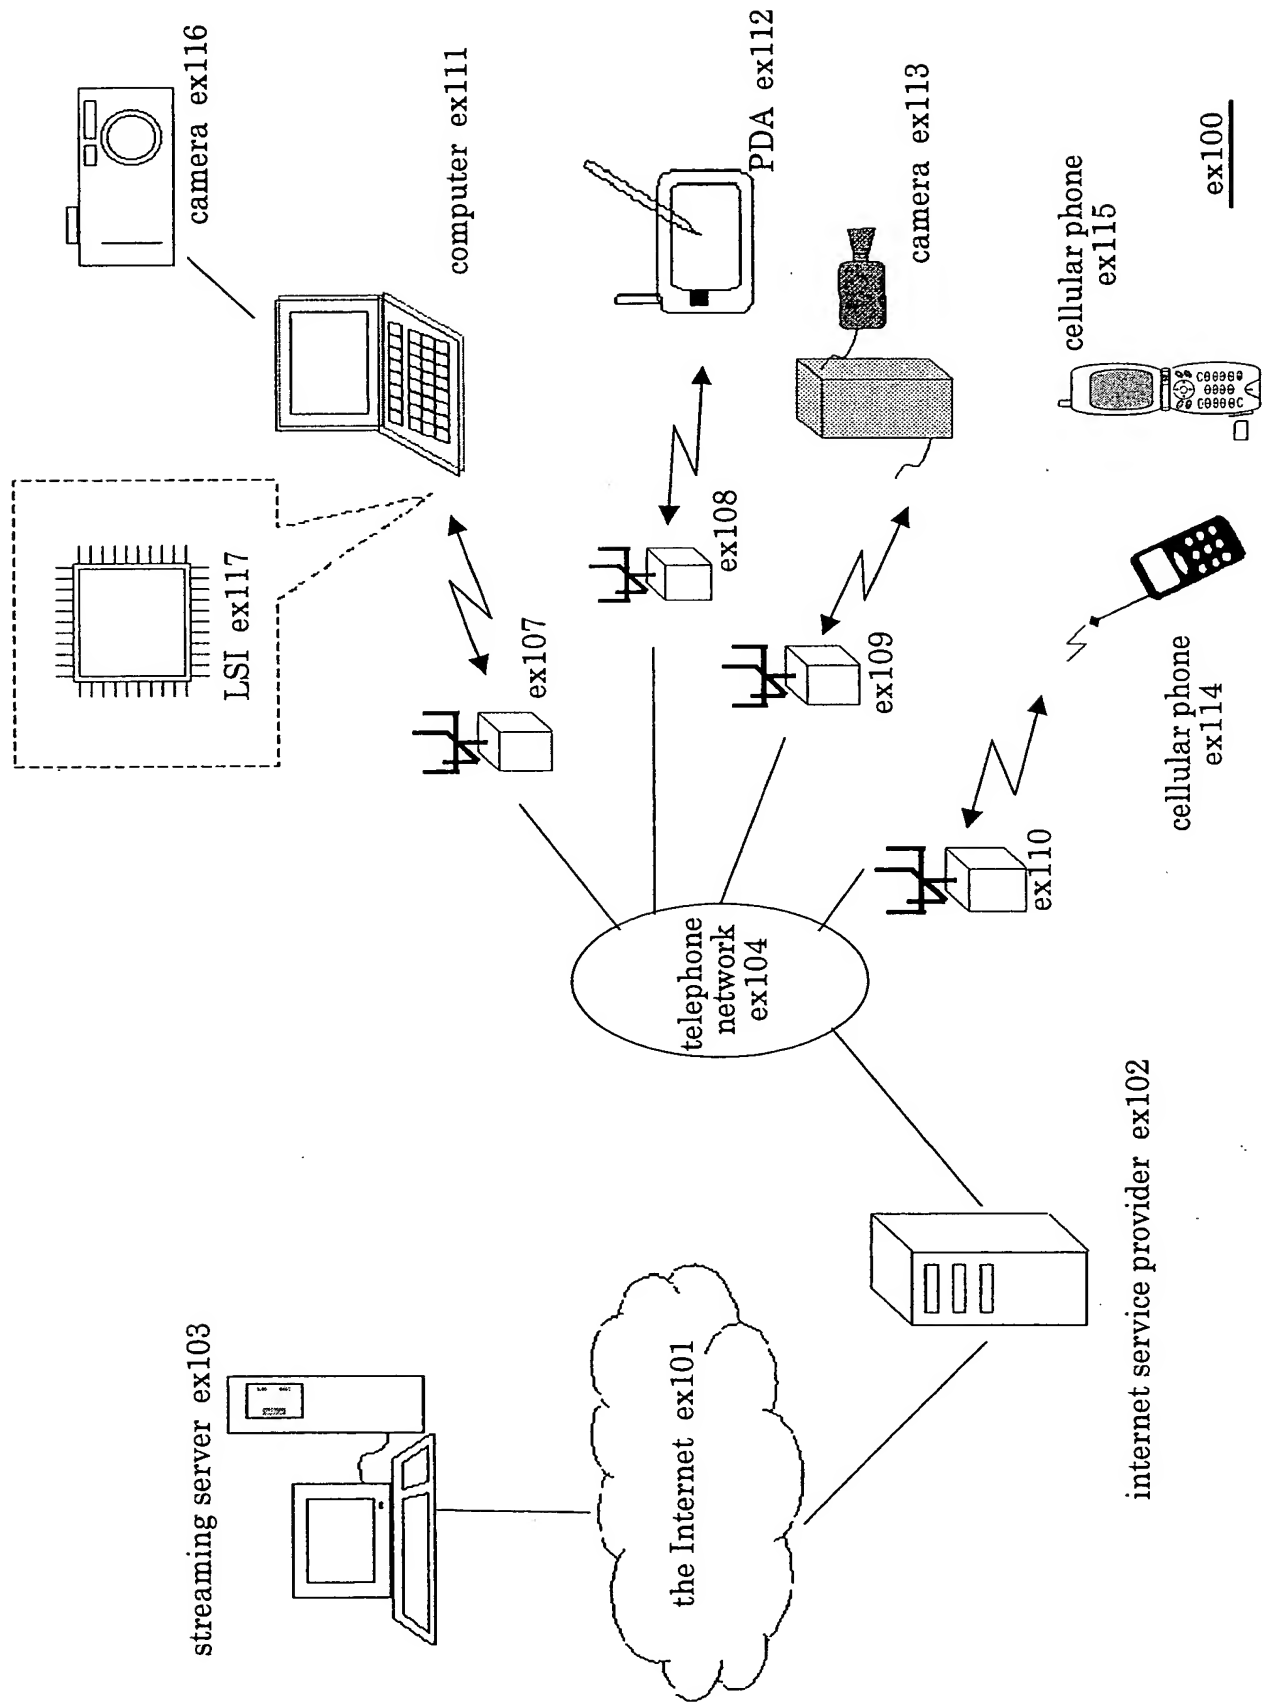 streaming server ex103
the Internet ex101
internet service provider ex102
telephone
network
ex104
LSI ex117
camera ex116
computer ex111
ex107
ex108
PDA ex112
ex109
camera ex113
ex110
cellular phone
ex114
cellular phone
ex115
ex100